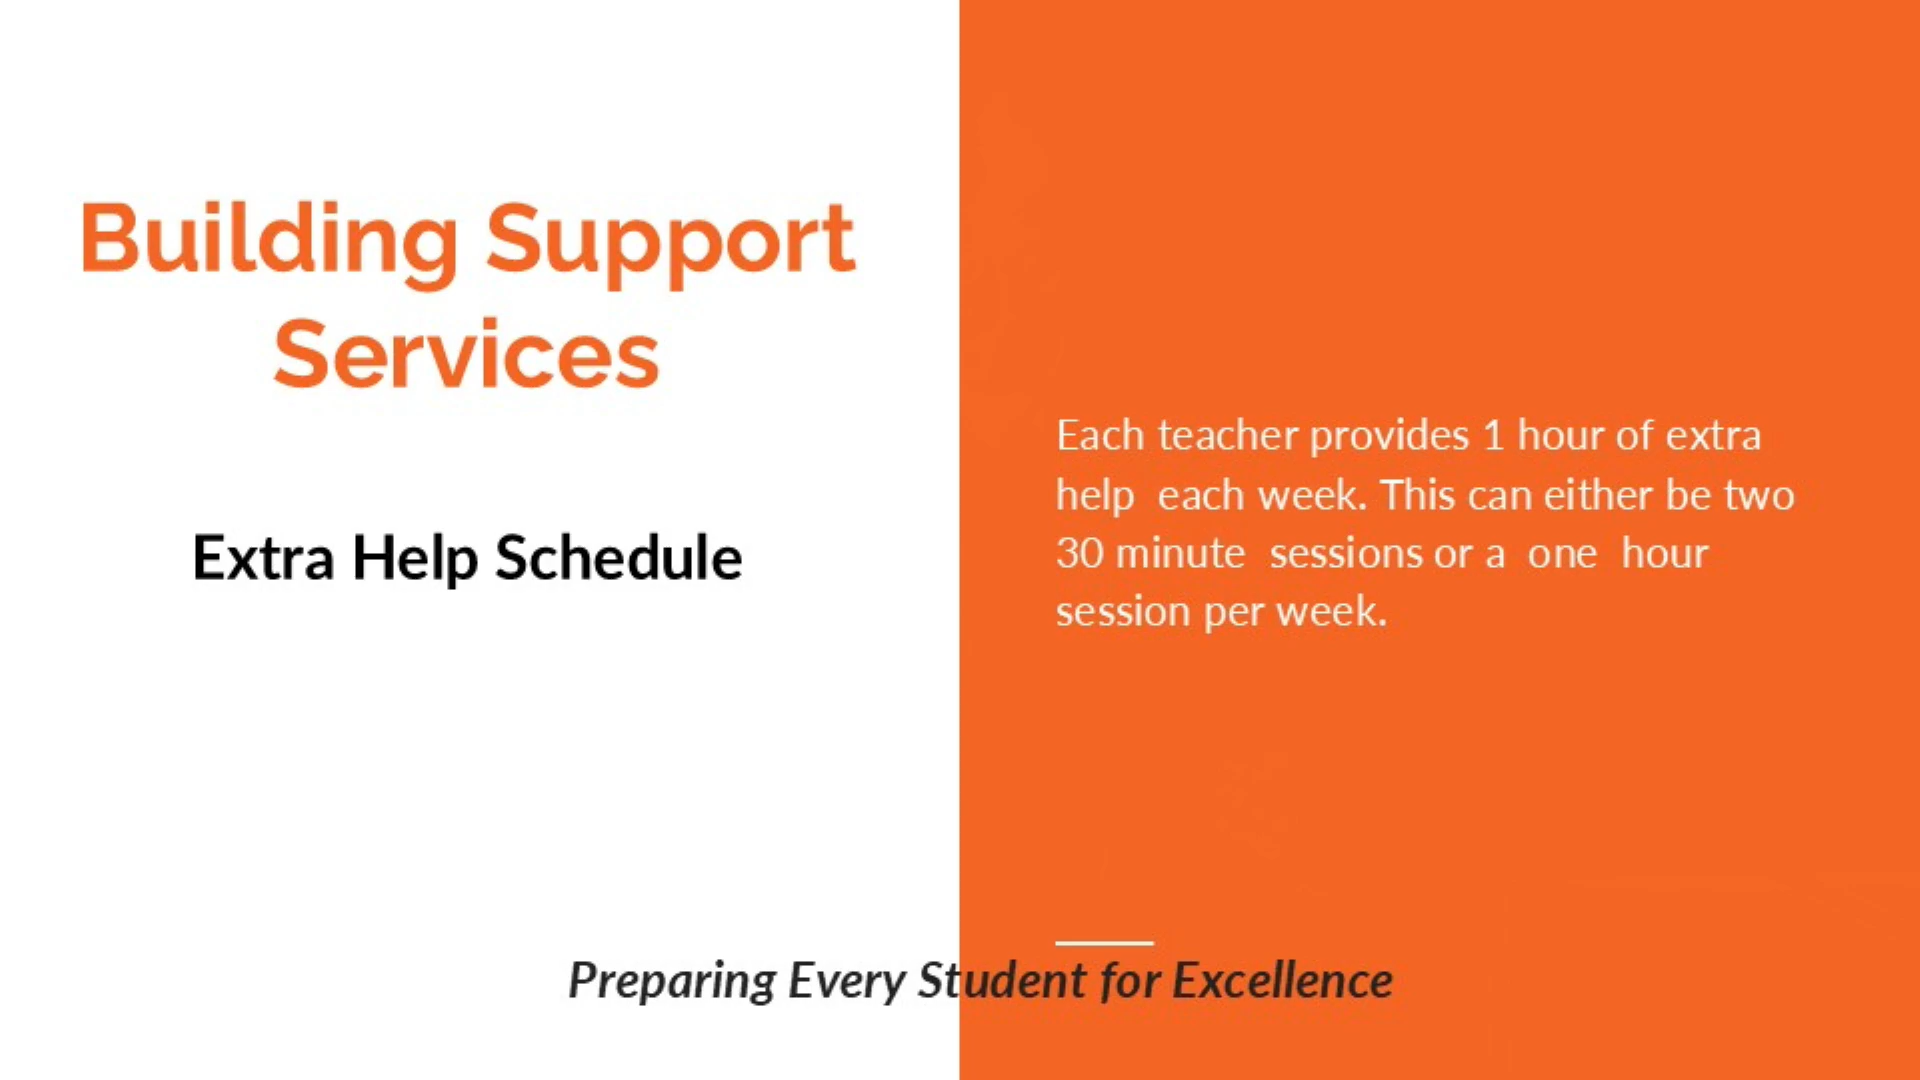 Building Support
Services
Extra Help Schedule
Each teacher provides 1 hour of extra
help  each week. This can either be two
30 minute  sessions or a  one  hour
session per week.
Preparing Every Student for Excellence